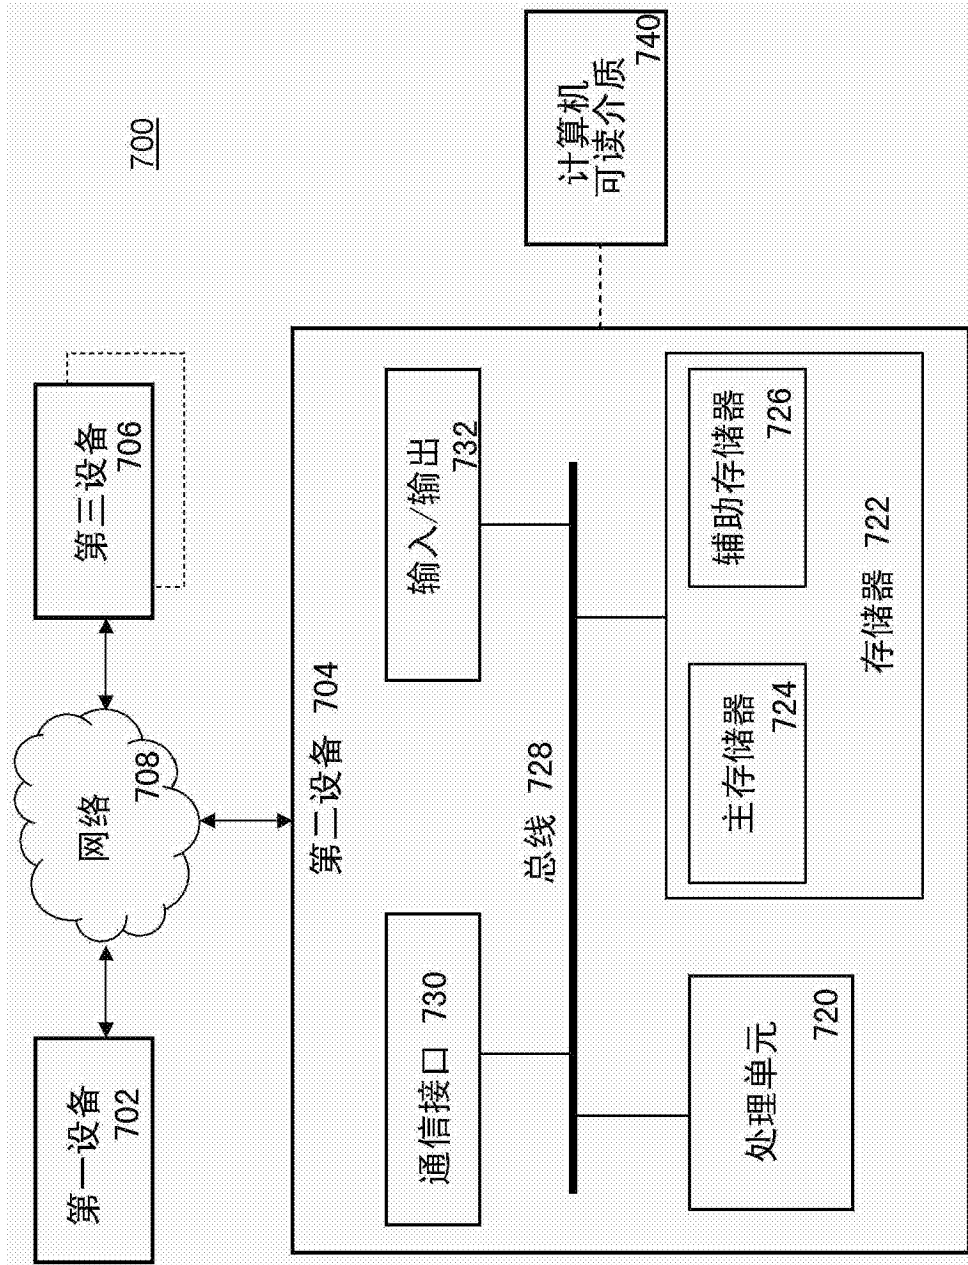 700
第一设备
702
网络
708
第三设备
706
第二设备 704
通信接口 730
输入/输出
732
总线 728
处理单元
720
主存储器
724
辅助存储器
726
存储器 722
计算机
可读介质
740